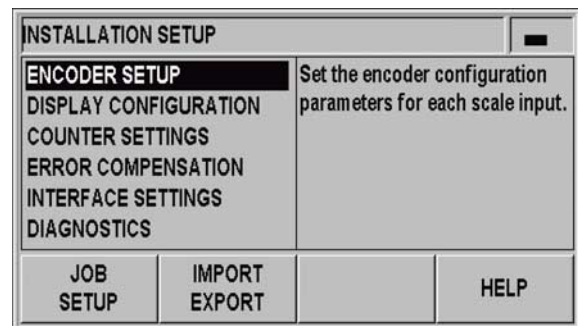 INSTALLATION SETUP
ENCODER SETUP
DISPLAY CONFIGURATION
COUNTER SETTINGS
ERROR COMPENSATION
INTERFACE SETTINGS
DIAGNOSTICS
Set the encoder configuration
parameters for each scale input.
JOB
SETUP
IMPORT
EXPORT
HELP